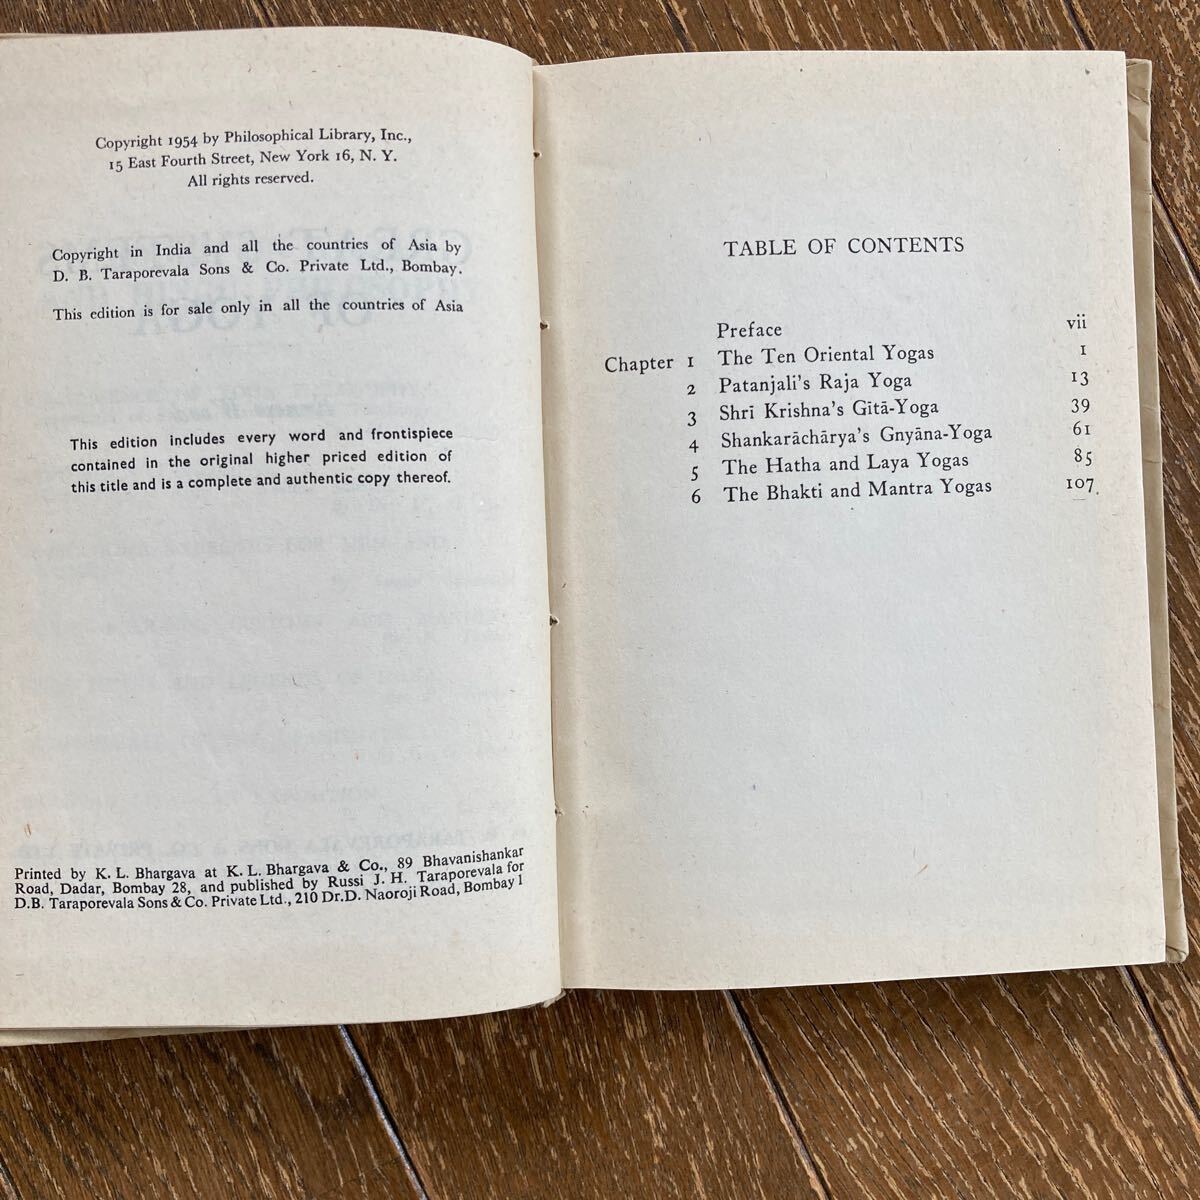 Copyright 1954 by Philosophical Library, Inc.,
15 East Fourth Street, New York 16, N. Y.
All rights reserved.
Copyright in India and all the countries of Asia by
D. B. Taraporevala Sons & Co. Private Ltd., Bombay.
This edition is for sale only in all the countries of Asia
This edition includes every word and frontispiece
contained in the original higher priced edition of
this title and is a complete and authentic copy thereof.
Printed by K. L. Bhargava at K. L. Bhargava & Co., 89 Bhavanishankar
Road, Dadar, Bombay 28, and published by Russi J. H. Taraporevala for
D.B. Taraporevala Sons & Co. Private Ltd., 210 Dr. D. Naoroji Road, Bombay 1
TABLE OF CONTENTS
Preface vii
Chapter 1 The Ten Oriental Yogas 1
2 Patanjali's Raja Yoga 13
3 Shrī Krishna's Gītā-Yoga 39
4 Shankarāchārya's Gnyāna-Yoga 61
5 The Hatha and Laya Yogas 85
6 The Bhakti and Mantra Yogas 107